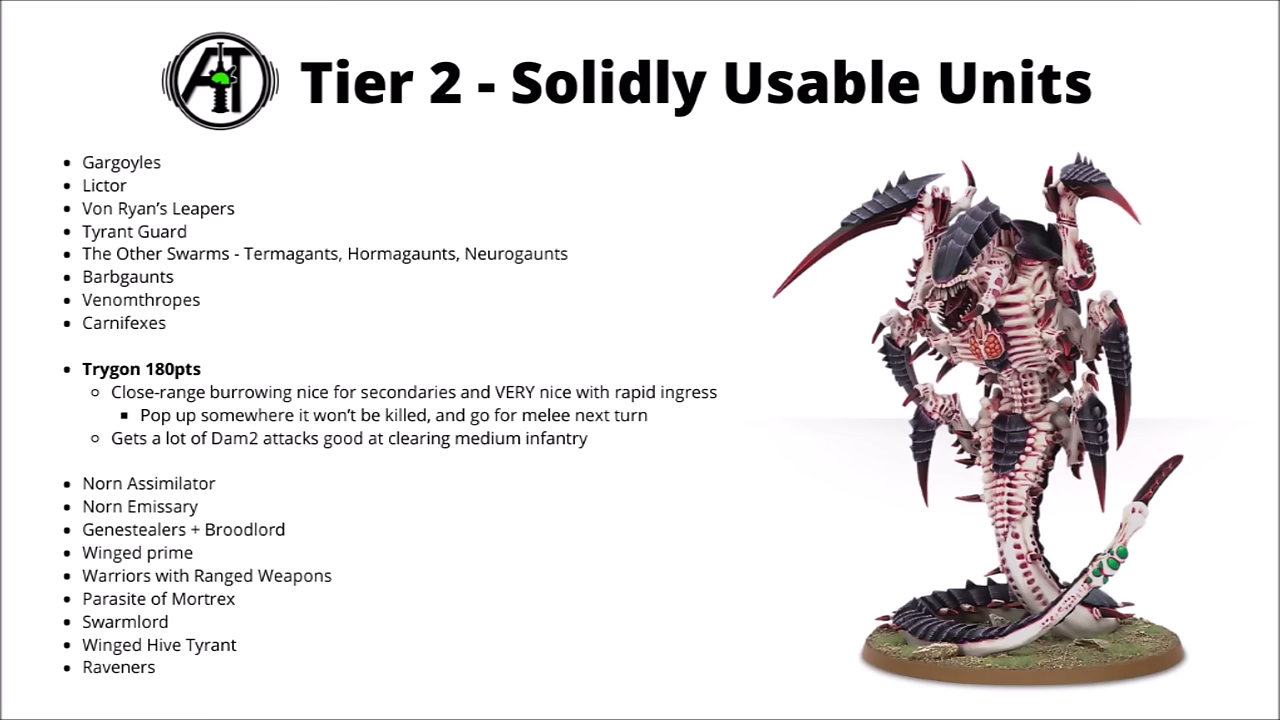 AT
Tier 2 - Solidly Usable Units
• Gargoyles
• Lictor
• Von Ryan's Leapers
• Tyrant Guard
• The Other Swarms - Termagants, Hormagaunts, Neurogaunts
• Barbgaunts
• Venomthropes
• Carnifexes
• Trygon 180pts
○ Close-range burrowing nice for secondaries and VERY nice with rapid ingress
▪ Pop up somewhere it won't be killed, and go for melee next turn
○ Gets a lot of Dam2 attacks good at clearing medium infantry
• Norn Assimilator
• Norn Emissary
• Genestealers + Broodlord
• Winged prime
• Warriors with Ranged Weapons
• Parasite of Mortrex
• Swarmlord
• Winged Hive Tyrant
• Raveners